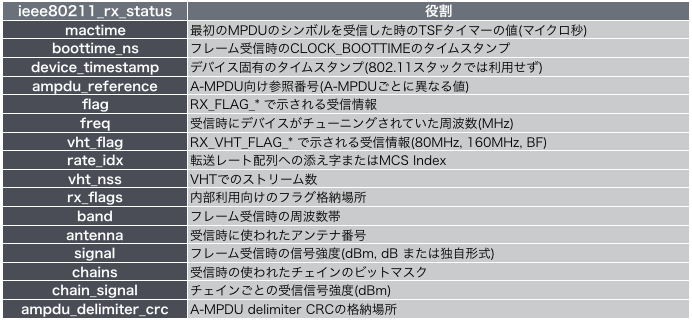 ieee80211_rx_status 役割
mactime 最初のMPDUのシンボルを受信した時のTSFタイマーの値(マイクロ秒)
boottime_ns フレーム受信時のCLOCK_BOOTTIMEのタイムスタンプ
device_timestamp デバイス固有のタイムスタンプ(802.11スタックでは利用せず)
ampdu_reference A-MPDU向け参照番号(A-MPDUごとに異なる値)
flag RX_FLAG_* で示される受信情報
freq 受信時にデバイスがチューニングされていた周波数(MHz)
vht_flag RX_VHT_FLAG_* で示される受信情報(80MHz, 160MHz, BF)
rate_idx 転送レート配列への添え字またはMCS Index
vht_nss VHTでのストリーム数
rx_flags 内部利用向けのフラグ格納場所
band フレーム受信時の周波数帯
antenna 受信時に使われたアンテナ番号
signal フレーム受信時の信号強度(dBm, dB または独自形式)
chains 受信時の使われたチェインのビットマスク
chain_signal チェインごとの受信信号強度(dBm)
ampdu_delimiter_crc A-MPDU delimiter CRCの格納場所